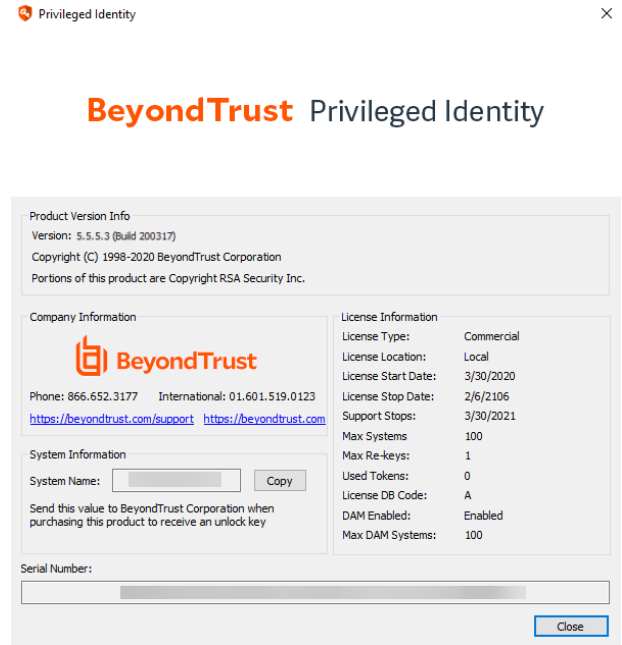 Privileged Identity
BeyondTrust Privileged Identity
Product Version Info
Version: 5.5.5.3 (Build 200317)
Copyright (C) 1998-2020 BeyondTrust Corporation
Portions of this product are Copyright RSA Security Inc.
Company Information
BeyondTrust
Phone: 866.652.3177 International: 01.601.519.0123
https://beyondtrust.com/support https://beyondtrust.com
System Information
System Name:
Copy
Send this value to BeyondTrust Corporation when
purchasing this product to receive an unlock key
License Information
License Type: Commercial
License Location: Local
License Start Date: 3/30/2020
License Stop Date: 2/6/2106
Support Stops: 3/30/2021
Max Systems 100
Max Re-keys: 1
Used Tokens: 0
License DB Code: A
DAM Enabled: Enabled
Max DAM Systems: 100
Serial Number:
Close